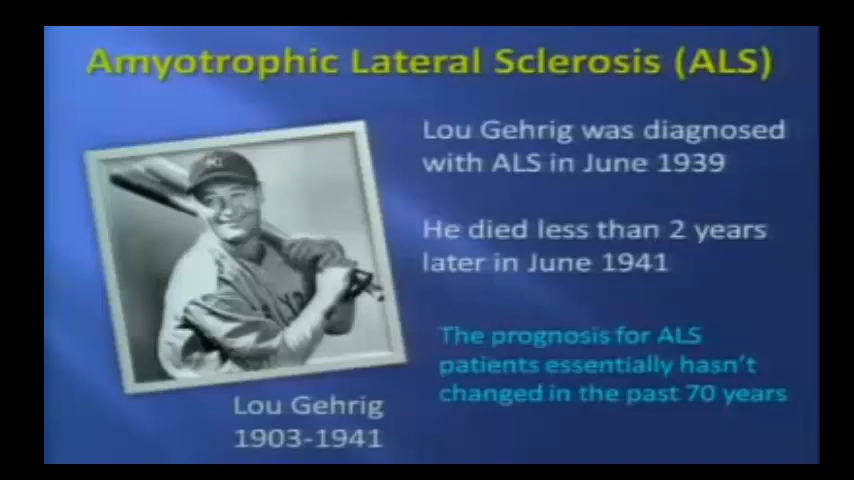 Amyotrophic Lateral Sclerosis (ALS)
Lou Gehrig was diagnosed
with ALS in June 1939
He died less than 2 years
later in June 1941
The prognosis for ALS
patients essentially hasn't
changed in the past 70 years
Lou Gehrig
1903-1941